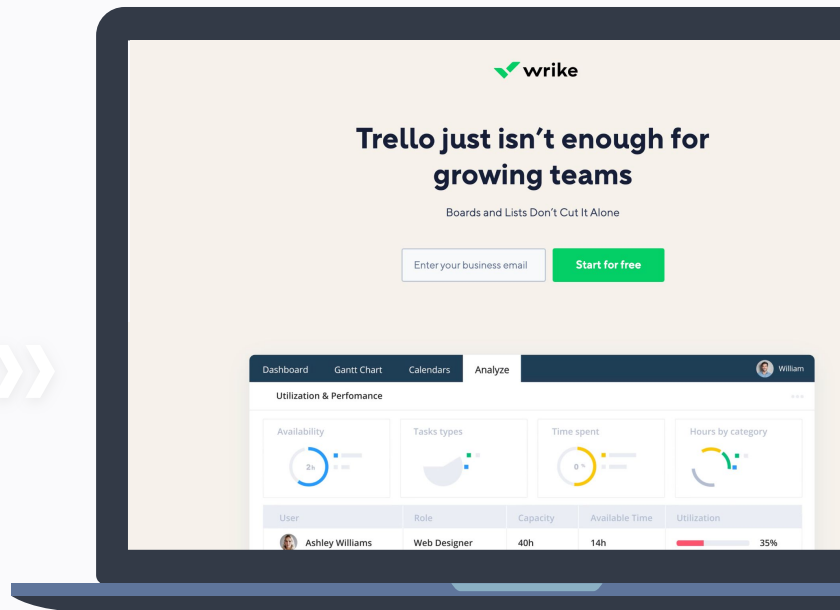 wrike
Trello just isn't enough for
growing teams
Boards and Lists Don't Cut It Alone
Enter your business email
Start for free
Dashboard
Gantt Chart
Calendars
Analyze
William
Utilization & Perfomance
Availability
Tasks types
Time spent
Hours by category
2h
0 %
User
Role
Capacity
Available Time
Utilization
Ashley Williams
Web Designer
40h
14h
35%